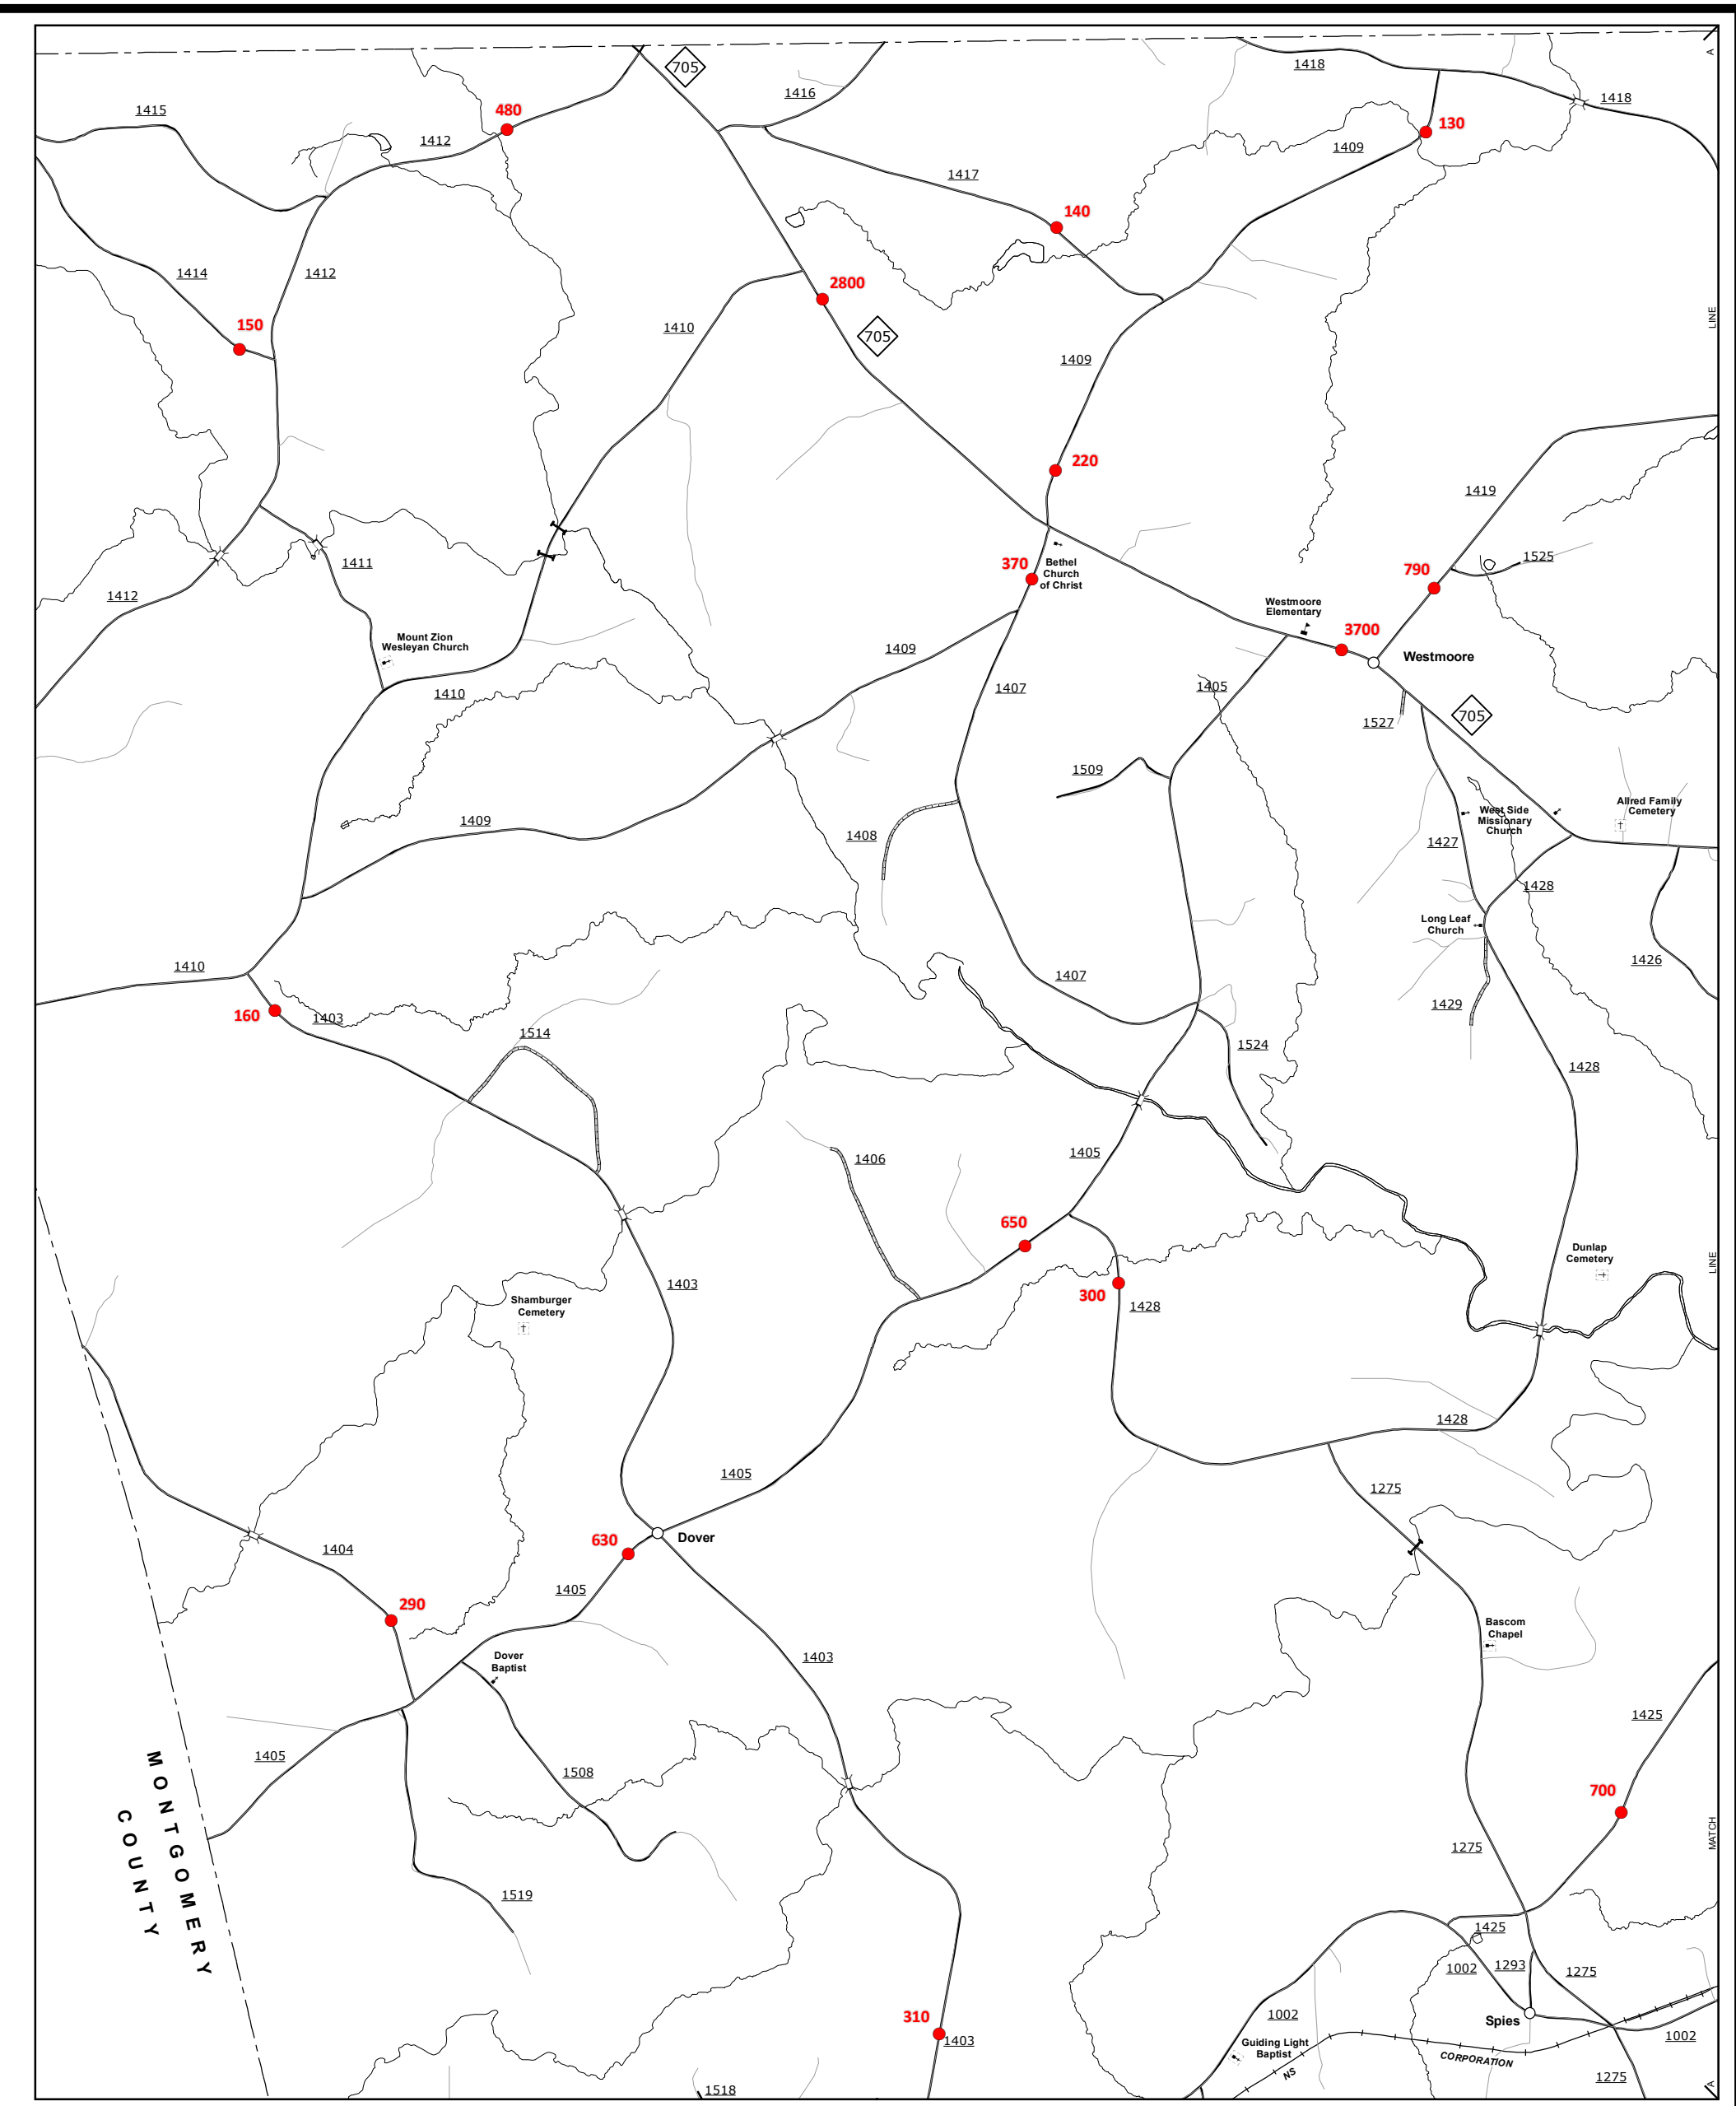 A
705
1418
1415
1416
1418
480
130
1412
1409
1417
140
1414
1412
2800
LINE
150
1410
705
1409
220
1419
1525
1411
370
Bethel
Church
of Christ
790
1412
Westmoore
Elementary
3700
Mount Zion
Wesleyan Church
1409
Westmoore
1410
1407
1405
705
1527
1509
1409
1408
West Side
Missionary
Church
Allred Family
Cemetery
1427
1428
Long Leaf
Church
1410
1407
1426
1429
160
1403
1514
1524
1428
1405
1406
650
Dunlap
Cemetery
LINE
1403
300
1428
Shamburger
Cemetery
1428
1405
1275
630
Dover
1404
1405
290
Bascom
Chapel
Dover
Baptist
1403
1425
1405
1508
700
MONTGOMERY
COUNTY
MATCH
1275
1519
1425
1002
1293
1275
310
1403
1002
Spies
Guiding Light
Baptist
1002
CORPORATION
NS
1275
1518
A